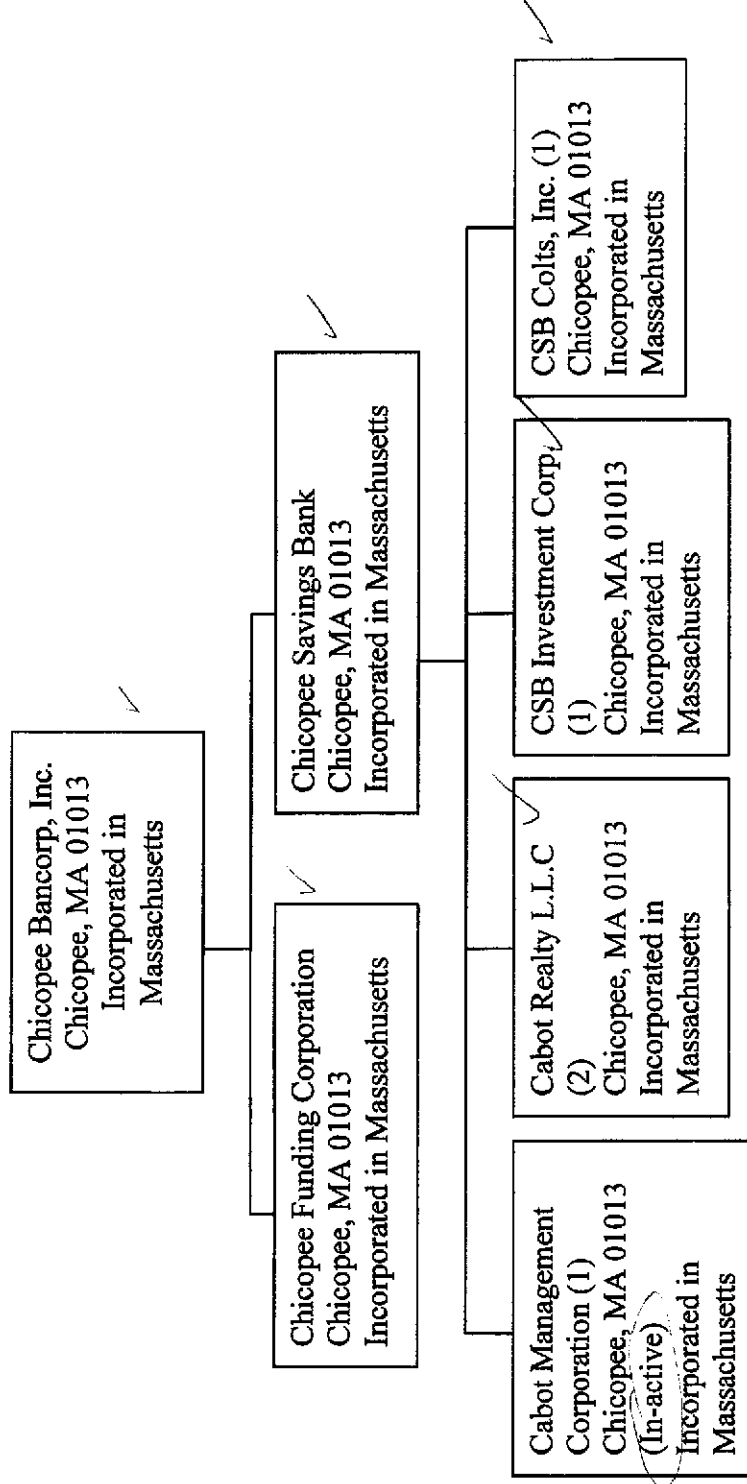 Chicopee Bancorp, Inc.
Chicopee, MA 01013
Incorporated in
Massachusetts
Chicopee Funding Corporation
Chicopee, MA 01013
Incorporated in Massachusetts
Chicopee Savings Bank
Chicopee, MA 01013
Incorporated in Massachusetts
Cabot Management
Corporation (1)
Chicopee, MA 01013
(In-active)
Incorporated in
Massachusetts
Cabot Realty L.L.C
(2)
Chicopee, MA 01013
Incorporated in
Massachusetts
CSB Investment Corp.
(1)
Chicopee, MA 01013
Incorporated in
Massachusetts
CSB Colts, Inc. (1)
Chicopee, MA 01013
Incorporated in
Massachusetts